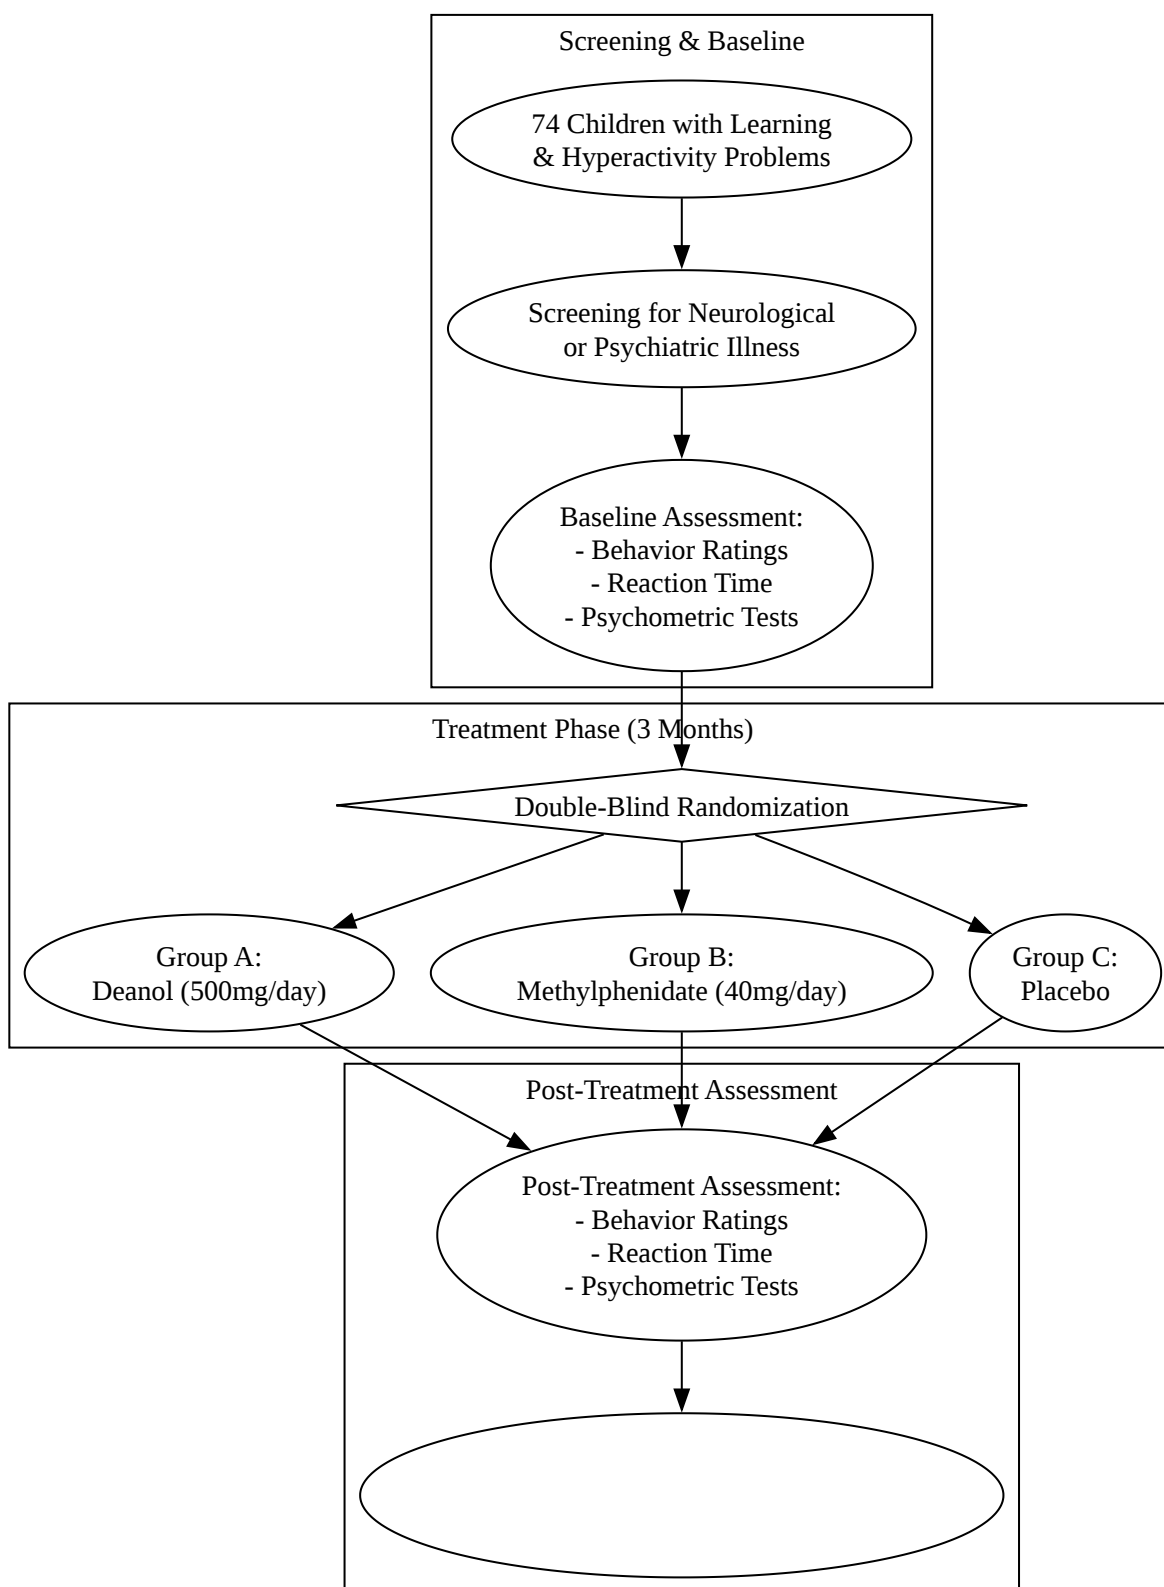 Screening & Baseline
74 Children with Learning
& Hyperactivity Problems
Screening for Neurological
or Psychiatric Illness
Baseline Assessment:
- Behavior Ratings
- Reaction Time
- Psychometric Tests
Treatment Phase (3 Months)
Double-Blind Randomization
Group A:
Deanol (500mg/day)
Group B:
Methylphenidate (40mg/day)
Group C:
Placebo
Post-Treatment Assessment
Post-Treatment Assessment:
- Behavior Ratings
- Reaction Time
- Psychometric Tests